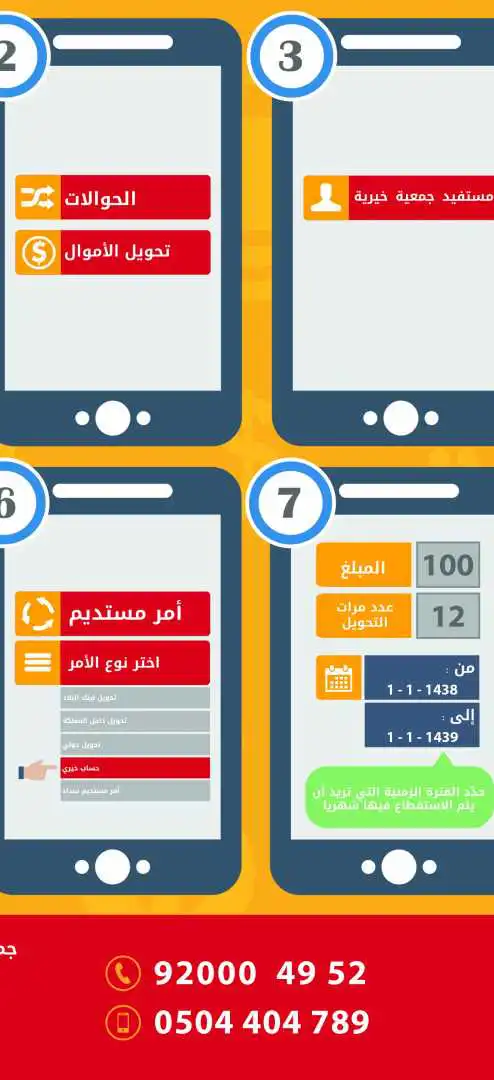 2
الحوالات
تحويل الأموال
3
مستفيد جمعية خيرية
6
أمر مستديم
اختر نوع الأمر
تحويل لبنك البلاد
تحويل داخل المملكة
تحويل دولي
حساب خيري
أمر مستديم سداد
7
المبلغ
100
عدد مرات
التحويل
12
من :
1 - 1 - 1438
إلى :
1 - 1 - 1439
حدّد الفترة الزمنية التي تريد أن
يتم الاستقطاع فيها شهريا
92000 49 52
0504 404 789